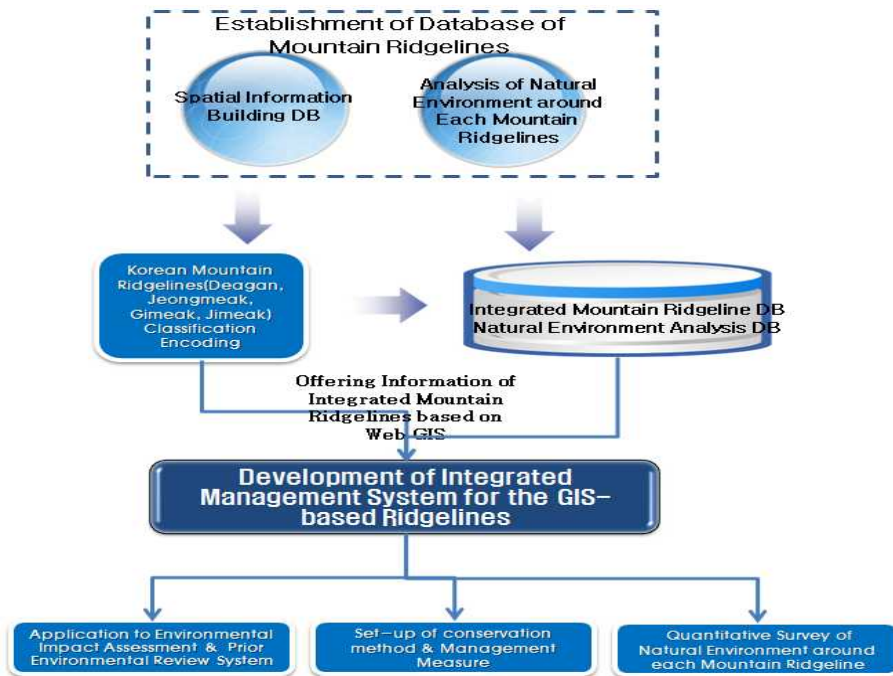 Establishment of Database of
Mountain Ridgelines
Spatial Information
Building DB
Analysis of Natural
Environment around
Each Mountain
Ridgelines
Korean Mountain
Ridgelines(Deagan,
Jeongmeak,
Gimeak, Jimeak)
Classification
Encoding
Integrated Mountain Ridgeline DB
Natural Environment Analysis DB
Offering Information of
Integrated Mountain
Ridgelines based on
Web GIS
Development of Integrated
Management System for the GIS-
based Ridgelines
Application to Environmental
Impact Assessment & Prior
Environmental Review System
Set-up of conservation
method & Management
Measure
Quantitative Survey of
Natural Environment around
each Mountain Ridgeline